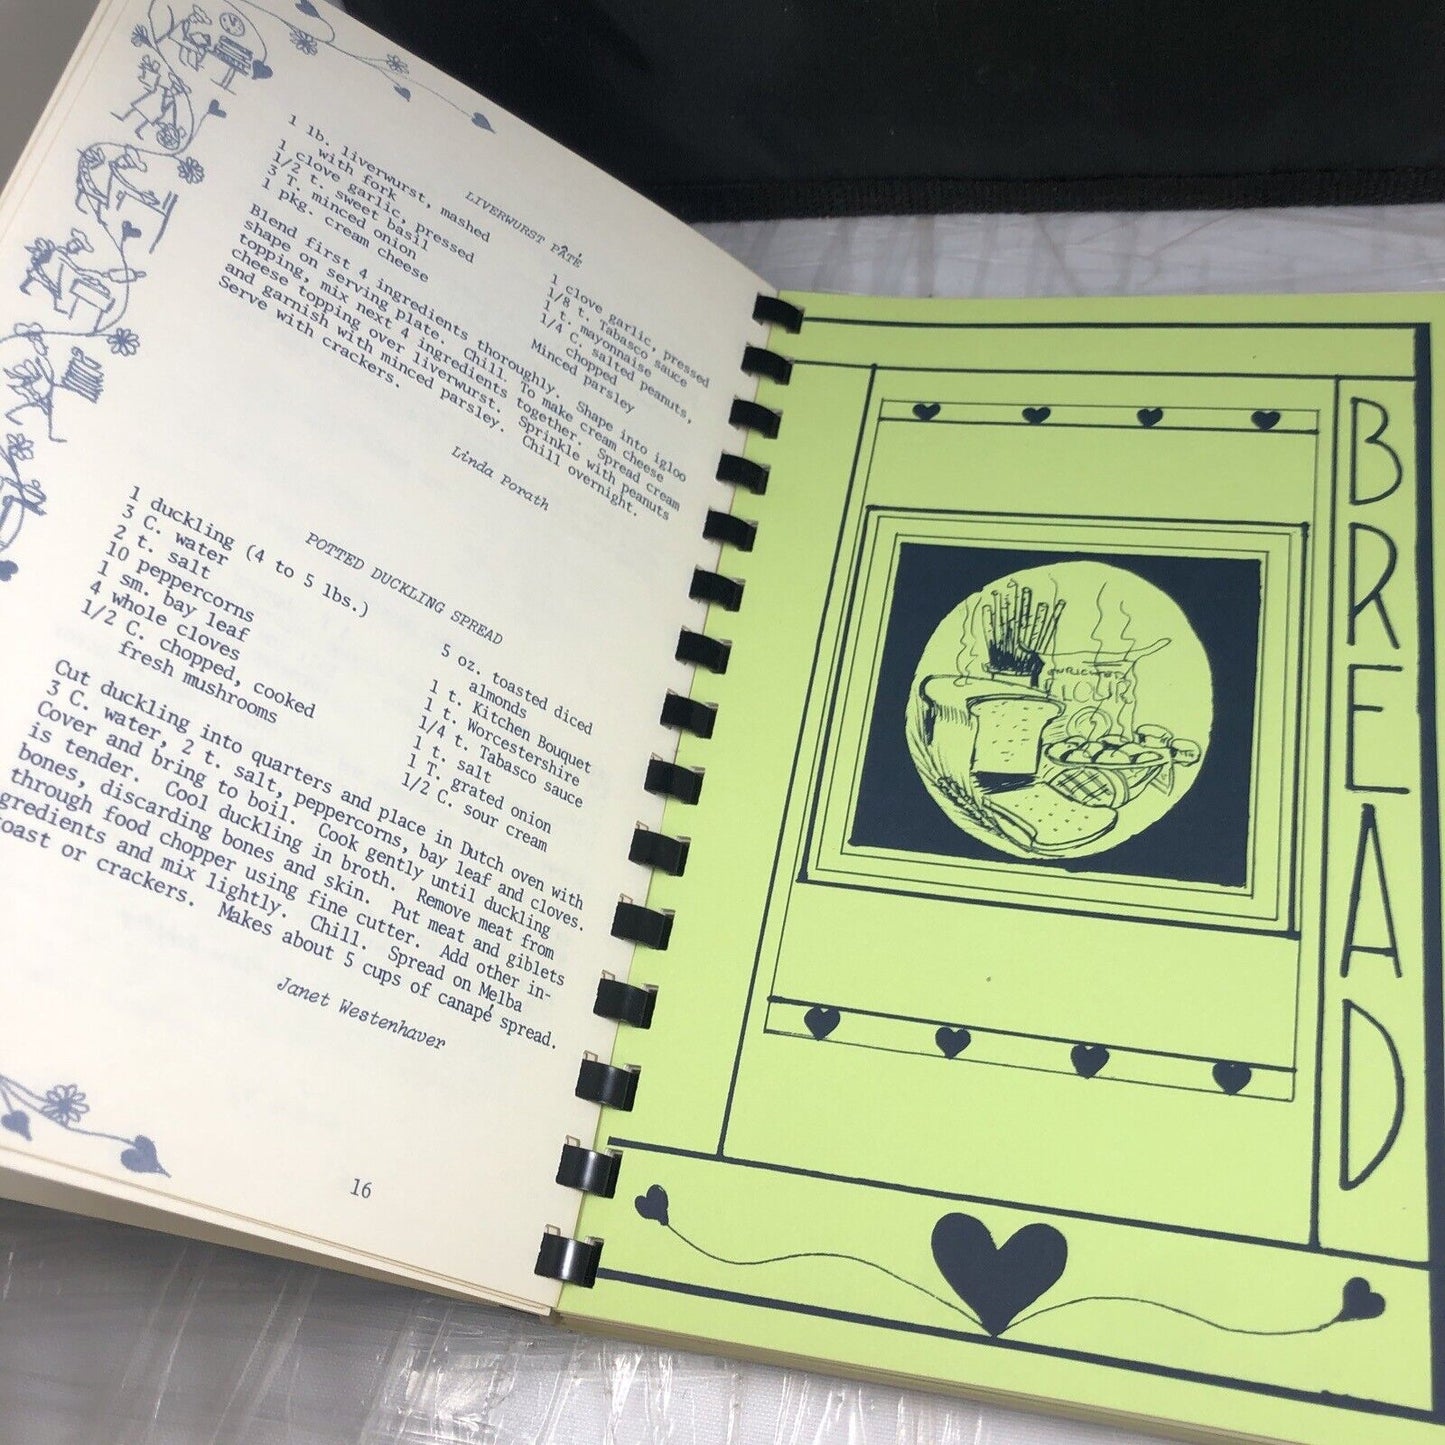 LIVERWURST PÂTÉ
1 lb. liverwurst, mashed
with fork
1 clove garlic, pressed
1/2 t. sweet basil
3 T. minced onion
1 pkg. cream cheese
1 clove garlic, pressed
1/8 t. Tabasco sauce
1 t. mayonnaise
1/4 C. salted peanuts,
chopped
Minced parsley
Blend first 4 ingredients thoroughly. Shape into igloo
shape on serving plate. Chill. To make cream cheese
topping, mix next 4 ingredients together. Spread cream
cheese topping over liverwurst. Sprinkle with peanuts
and garnish with minced parsley. Chill overnight.
Serve with crackers.
Linda Porath
POTTED DUCKLING SPREAD
1 duckling (4 to 5 lbs.)
3 C. water
2 t. salt
10 peppercorns
1 sm. bay leaf
4 whole cloves
1/2 C. chopped, cooked
fresh mushrooms
5 oz. toasted diced
almonds
1 t. Kitchen Bouquet
1 t. Worcestershire
1/4 t. Tabasco sauce
1 t. salt
1 T. grated onion
1/2 C. sour cream
Cut duckling into quarters and place in Dutch oven with
3 C. water, 2 t. salt, peppercorns, bay leaf and cloves.
Cover and bring to boil. Cook gently until duckling
is tender. Cool duckling in broth. Remove meat from
bones, discarding bones and skin. Put meat and giblets
through food chopper using fine cutter. Add other in-
gredients and mix lightly. Chill. Spread on Melba
toast or crackers. Makes about 5 cups of canapé spread.
Janet Westenhaver
16
BREAD
ENRICHED
FLOUR